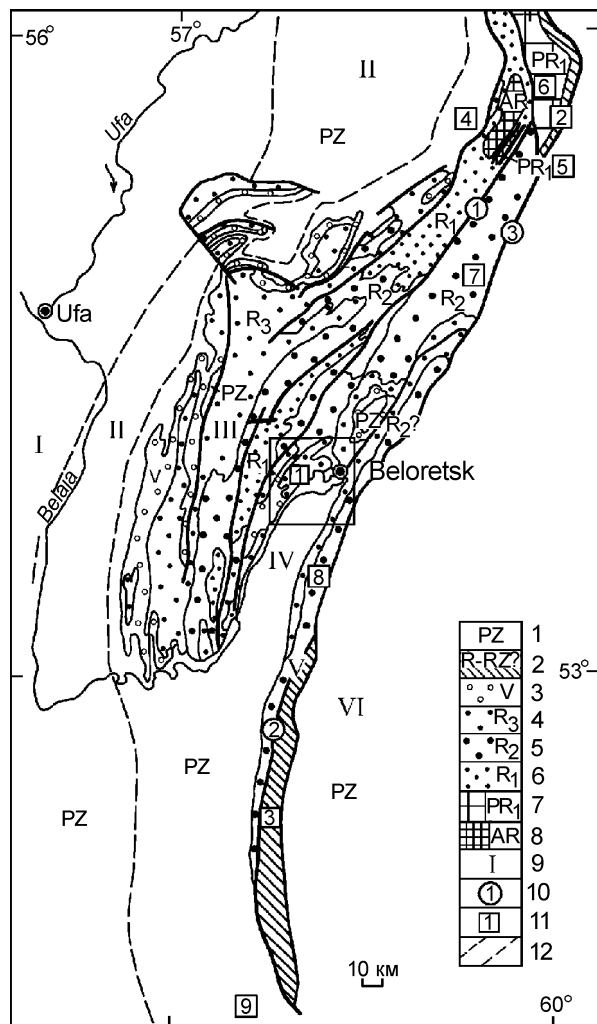 56°
57°
II
PR₁
6
Ufa
PZ
4
AR
2
PR₁
5
1
R₁
3
7
R₂
R₂
Ufa
R₃
PZ
PZ
R₂?
I
II
III
V
R₁
1
Beloretsk
Belaja
IV
8
V
VI
53°
2
PZ
PZ
PZ
3
9
10 км
60°
PZ 1
R-RZ? 2
V 3
R₃ 4
R₂ 5
R₁ 6
PR₁ 7
AR 8
I 9
1 10
1 11
12